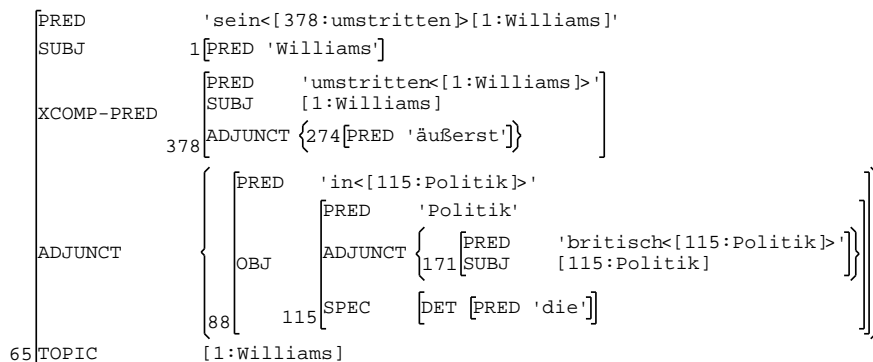 PRED 'sein<[378:umstritten]>[1:Williams]'
SUBJ 1[PRED 'Williams']
PRED 'umstritten<[1:Williams]>'
SUBJ [1:Williams]
XCOMP-PRED
378 ADJUNCT {274[PRED 'äußerst']}
PRED 'in<[115:Politik]>'
PRED 'Politik'
PRED 'britisch<[115:Politik]>'
ADJUNCT OBJ ADJUNCT {171 SUBJ [115:Politik]
88 115 SPEC [DET [PRED 'die']]
65 TOPIC [1:Williams]